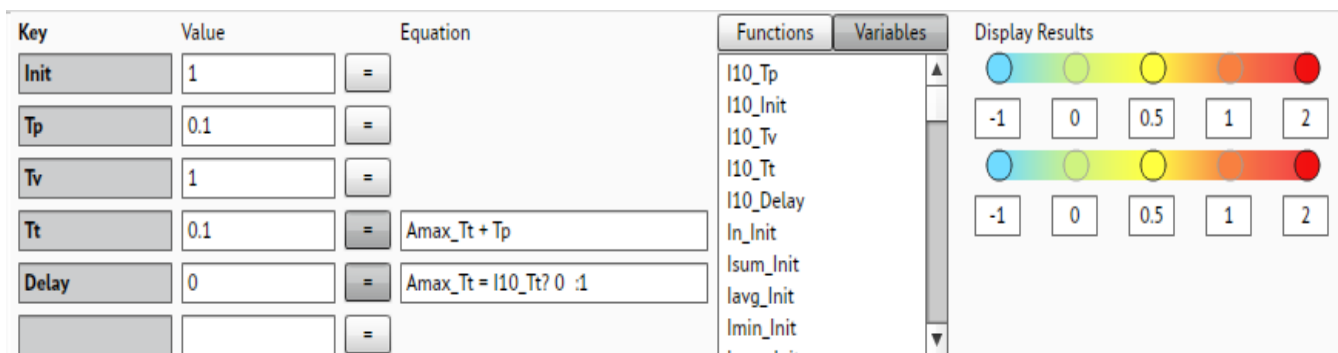 Key Value Equation Functions Variables Display Results
Init 1 =
Tp 0.1 =
Tv 1 =
Tt 0.1 = Amax_Tt + Tp
Delay 0 = Amax_Tt = I10_Tt? 0 :1
=
I10_Tp
I10_Init
I10_Tv
I10_Tt
I10_Delay
In_Init
Isum_Init
Iavg_Init
Imin_Init
-1 0 0.5 1 2
-1 0 0.5 1 2